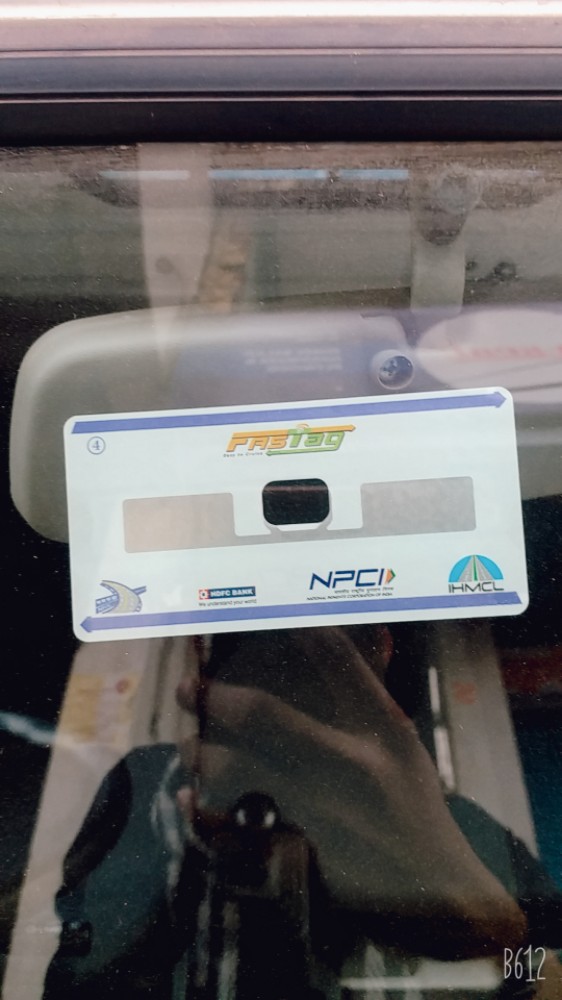 4
FASTag
HDFC BANK
We understand your world
NPCI
NATIONAL PAYMENTS CORPORATION OF INDIA
IHMCL
B612